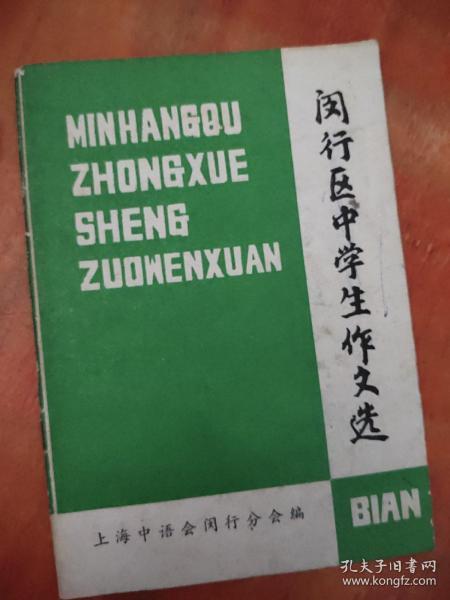 MINHANGQU
ZHONGXUE
SHENG
ZUOWENXUAN
闵行区中学生作文选
上海中语会闵行分会编
BIAN
孔夫子旧书网
www.kongfz.com